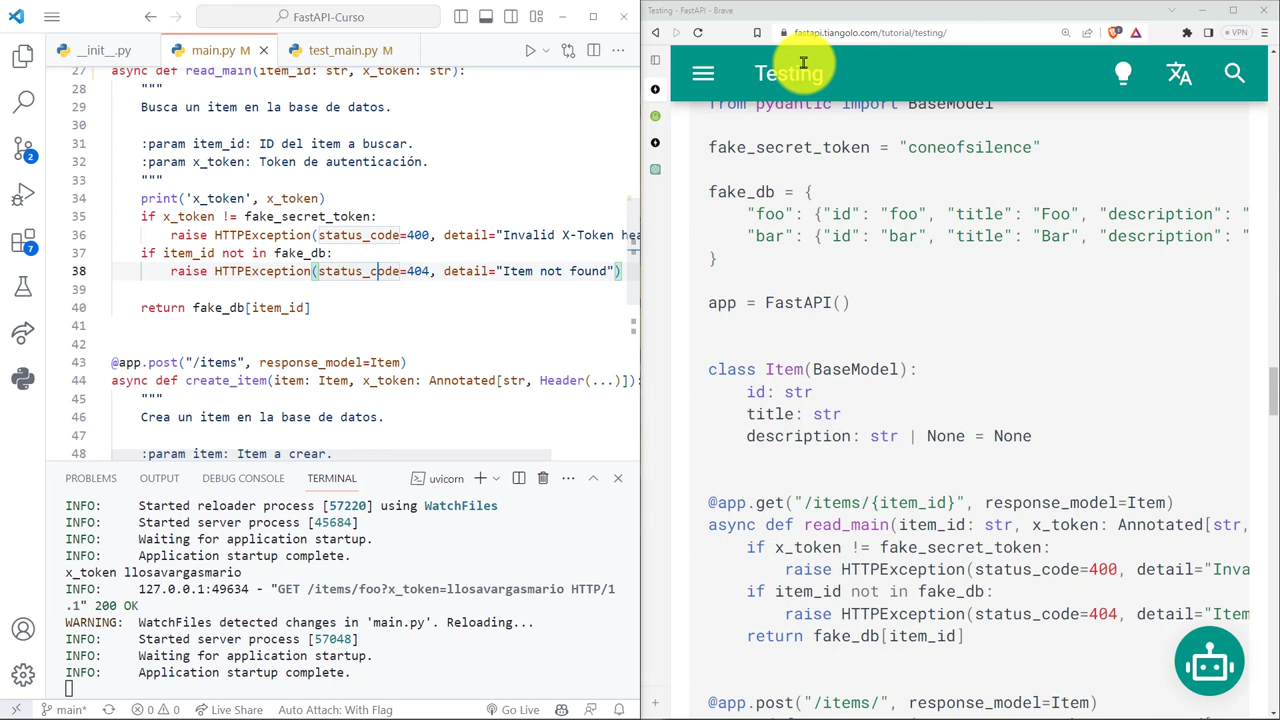 FastAPI-Curso
__init__.py
main.py M
test_main.py M
27 async def read_main(item_id: str, x_token: str):
28 """
29 Busca un item en la base de datos.
30
31 :param item_id: ID del item a buscar.
32 :param x_token: Token de autenticación.
33 """
34 print('x_token', x_token)
35 if x_token != fake_secret_token:
36 raise HTTPException(status_code=400, detail="Invalid X-Token hea
37 if item_id not in fake_db:
38 raise HTTPException(status_code=404, detail="Item not found")
39
40 return fake_db[item_id]
41
42
43 @app.post("/items", response_model=Item)
44 async def create_item(item: Item, x_token: Annotated[str, Header(...)]):
45 """
46 Crea un item en la base de datos.
47
48 :param item: Item a crear.
2
7
PROBLEMS OUTPUT DEBUG CONSOLE TERMINAL
uvicorn
INFO: Started reloader process [57220] using WatchFiles
INFO: Started server process [45684]
INFO: Waiting for application startup.
INFO: Application startup complete.
x_token llosavargasmario
INFO: 127.0.0.1:49634 - "GET /items/foo?x_token=llosavargasmario HTTP/1
.1" 200 OK
WARNING: WatchFiles detected changes in 'main.py'. Reloading...
INFO: Started server process [57048]
INFO: Waiting for application startup.
INFO: Application startup complete.
main* 0 0 Live Share Auto Attach: With Flag Go Live
Testing - FastAPI - Brave
fastapi.tiangolo.com/tutorial/testing/
VPN
Testing
from pydantic import BaseModel
fake_secret_token = "coneofsilence"
fake_db = {
"foo": {"id": "foo", "title": "Foo", "description": "
"bar": {"id": "bar", "title": "Bar", "description": "
}
app = FastAPI()
class Item(BaseModel):
id: str
title: str
description: str | None = None
@app.get("/items/{item_id}", response_model=Item)
async def read_main(item_id: str, x_token: Annotated[str,
if x_token != fake_secret_token:
raise HTTPException(status_code=400, detail="Inva
if item_id not in fake_db:
raise HTTPException(status_code=404, detail="Item
return fake_db[item_id]
@app.post("/items/", response_model=Item)